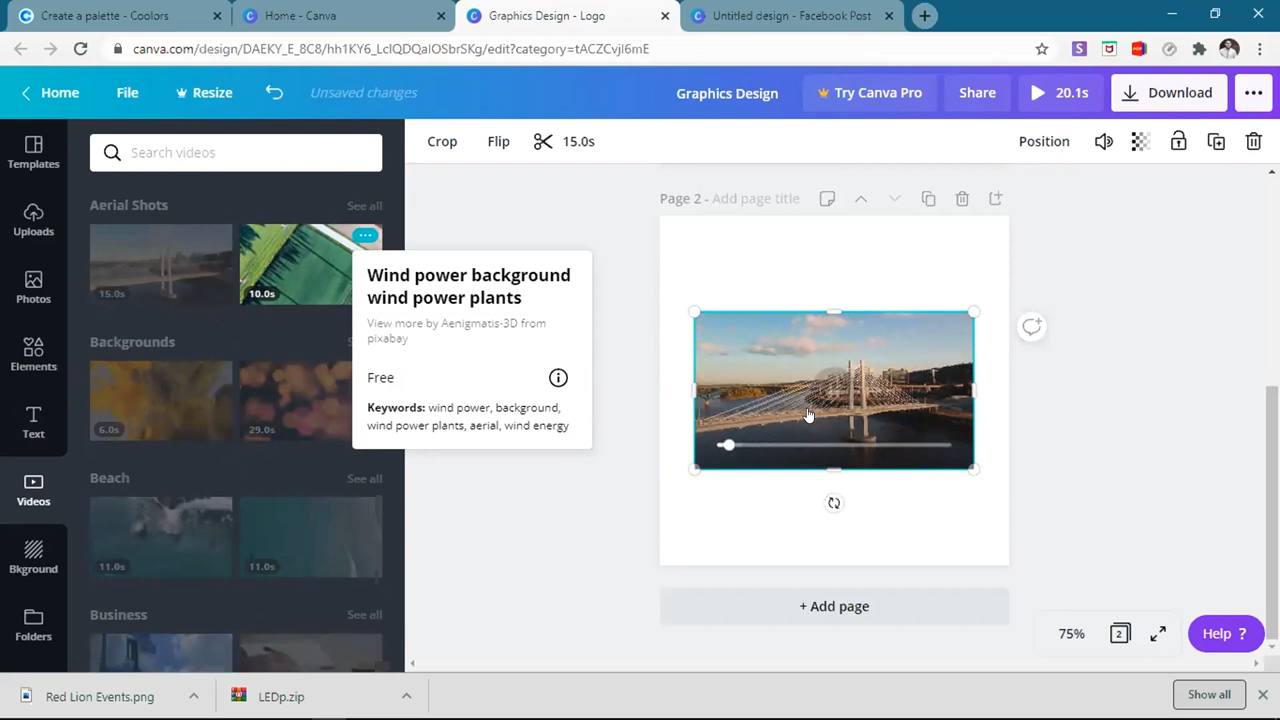 Create a palette - Coolors
Home - Canva
Graphics Design - Logo
Untitled design - Facebook Post
canva.com/design/DAEKY_E_8C8/hh1KY6_LcIQDQaIOSbrSKg/edit?category=tACZCvjI6mE
Home
File
Resize
Unsaved changes
Graphics Design
Try Canva Pro
Share
20.1s
Download
Templates
Uploads
Photos
Elements
Text
Videos
Bkground
Folders
Search videos
Aerial Shots
See all
15.0s
10.0s
Backgrounds
6.0s
29.0s
Beach
See all
11.0s
11.0s
Business
See all
Wind power background
wind power plants
View more by Aenigmatis-3D from
pixabay
Free
Keywords: wind power, background,
wind power plants, aerial, wind energy
Crop
Flip
15.0s
Position
Page 2 - Add page title
+ Add page
75%
2
Help ?
Red Lion Events.png
LEDp.zip
Show all